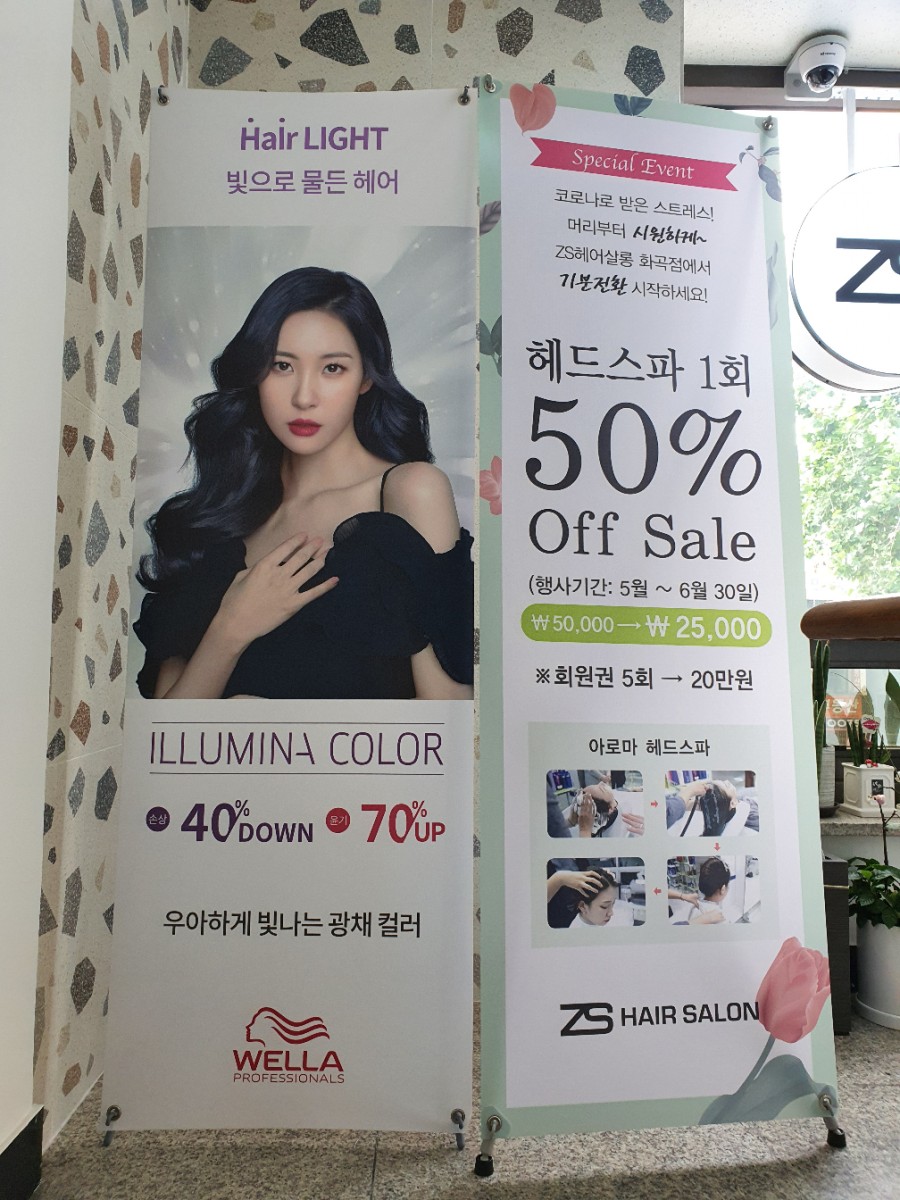 Hair LIGHT
빛으로 물든 헤어
ILLUMINA COLOR
손상 40% DOWN 윤기 70% UP
우아하게 빛나는 광채 컬러
WELLA
PROFESSIONALS
Special Event
코로나로 받은 스트레스!
머리부터 시원하게~
ZS헤어살롱 화곡점에서
기분전환 시작하세요!
헤드스파 1회
50%
Off Sale
(행사기간: 5월 ~ 6월 30일)
₩50,000→₩25,000
※회원권 5회 → 20만원
아로마 헤드스파
ZS HAIR SALON
ZS